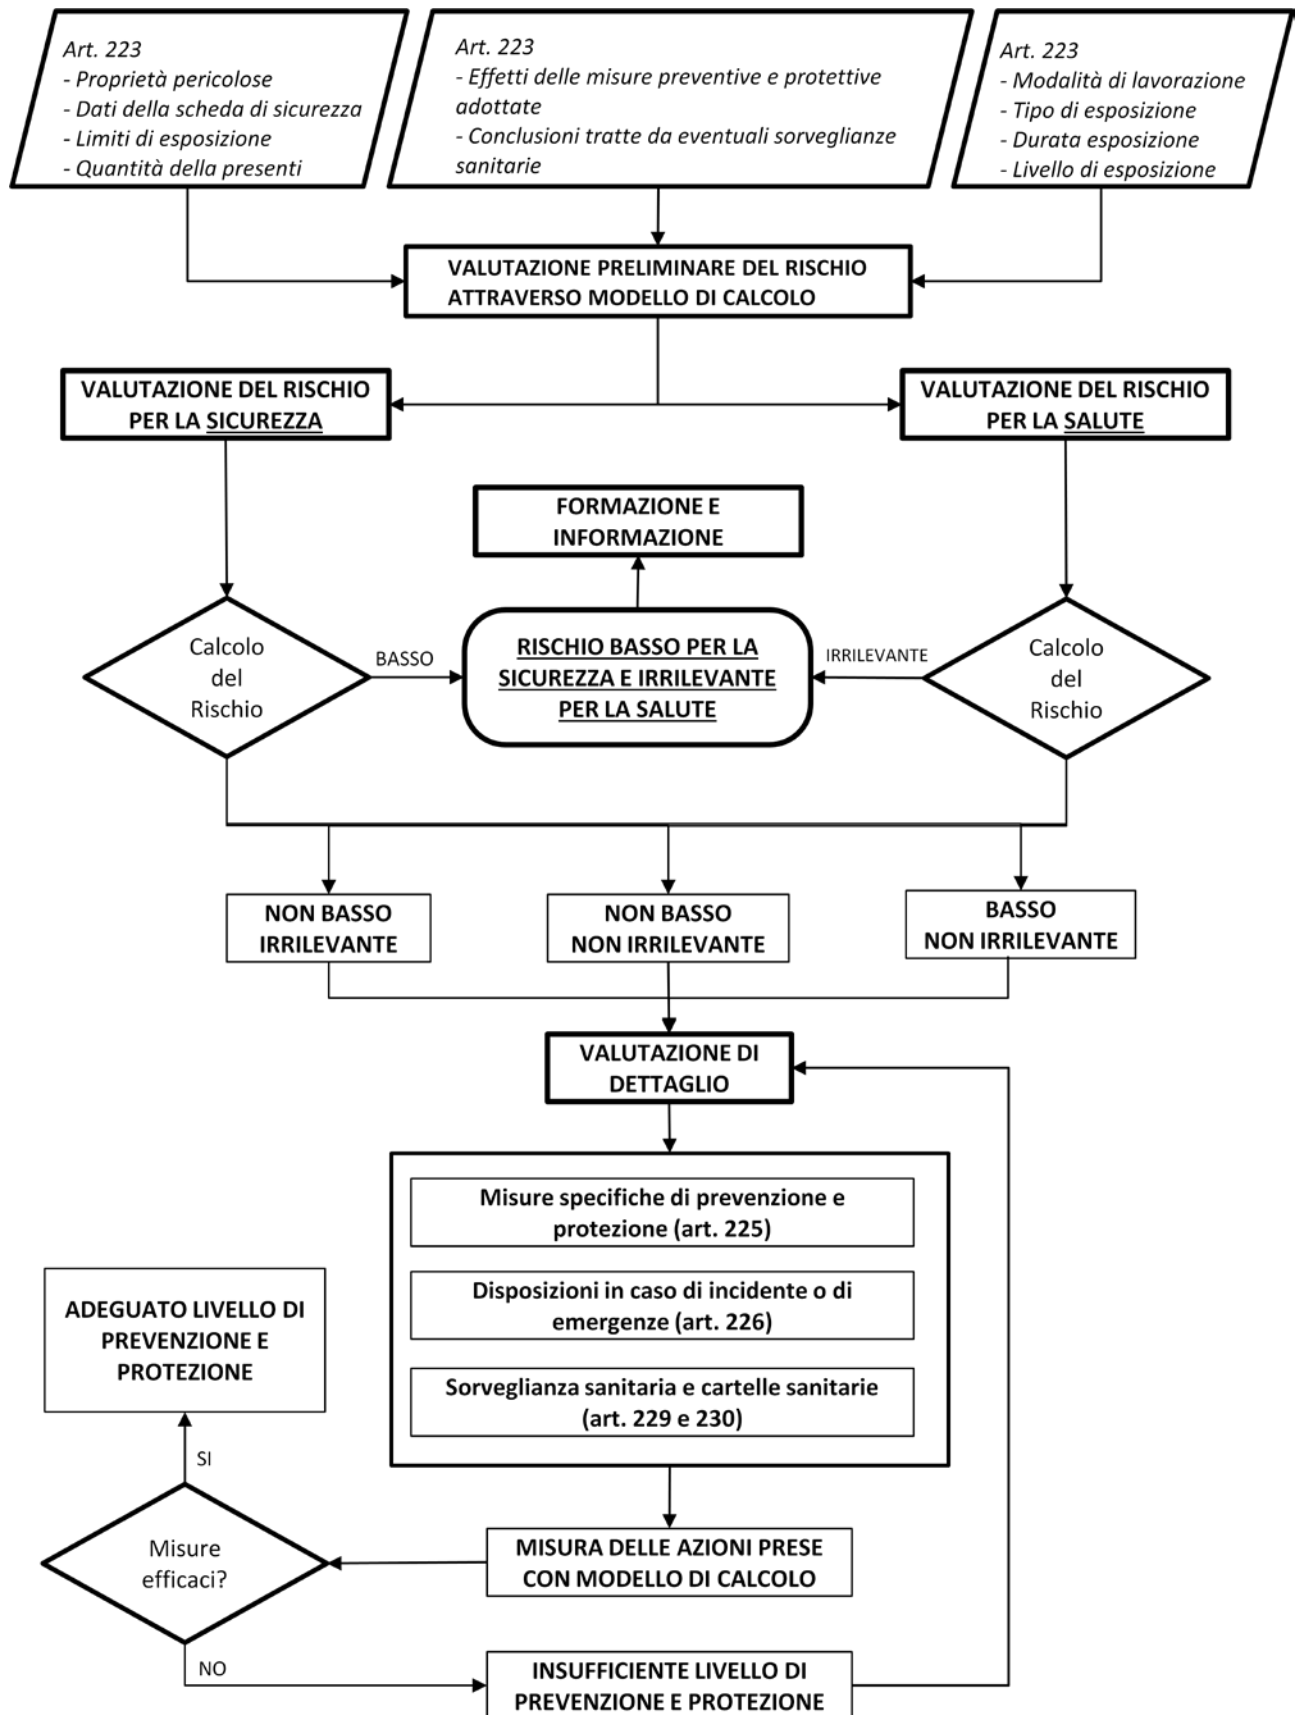 Art. 223
- Proprietà pericolose
- Dati della scheda di sicurezza
- Limiti di esposizione
- Quantità della presenti
Art. 223
- Effetti delle misure preventive e protettive
adottate
- Conclusioni tratte da eventuali sorveglianze
sanitarie
Art. 223
- Modalità di lavorazione
- Tipo di esposizione
- Durata esposizione
- Livello di esposizione
VALUTAZIONE PRELIMINARE DEL RISCHIO
ATTRAVERSO MODELLO DI CALCOLO
VALUTAZIONE DEL RISCHIO
PER LA SICUREZZA
VALUTAZIONE DEL RISCHIO
PER LA SALUTE
FORMAZIONE E
INFORMAZIONE
Calcolo
del
Rischio
BASSO
RISCHIO BASSO PER LA
SICUREZZA E IRRILEVANTE
PER LA SALUTE
IRRILEVANTE
Calcolo
del
Rischio
NON BASSO
IRRILEVANTE
NON BASSO
NON IRRILEVANTE
BASSO
NON IRRILEVANTE
VALUTAZIONE DI
DETTAGLIO
Misure specifiche di prevenzione e
protezione (art. 225)
Disposizioni in caso di incidente o di
emergenze (art. 226)
Sorveglianza sanitaria e cartelle sanitarie
(art. 229 e 230)
ADEGUATO LIVELLO DI
PREVENZIONE E
PROTEZIONE
SI
Misure
efficaci?
MISURA DELLE AZIONI PRESE
CON MODELLO DI CALCOLO
NO
INSUFFICIENTE LIVELLO DI
PREVENZIONE E PROTEZIONE